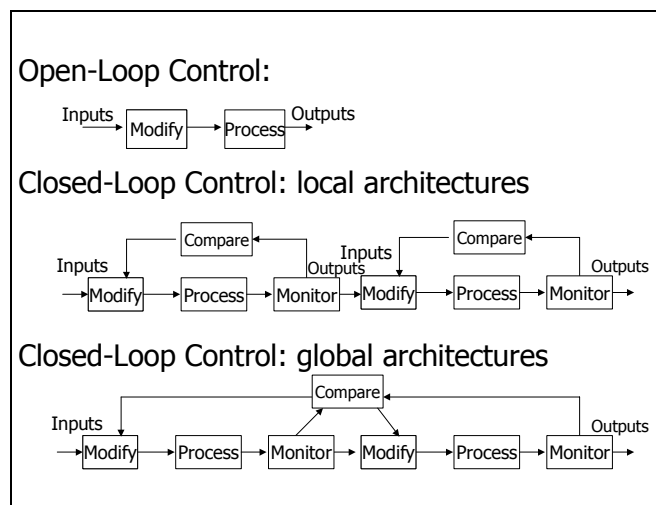 Open-Loop Control:
Inputs
Modify
Process
Outputs
Closed-Loop Control: local architectures
Inputs
Modify
Process
Monitor
Compare
Outputs
Inputs
Modify
Process
Monitor
Compare
Outputs
Closed-Loop Control: global architectures
Compare
Inputs
Modify
Process
Monitor
Modify
Process
Monitor
Outputs